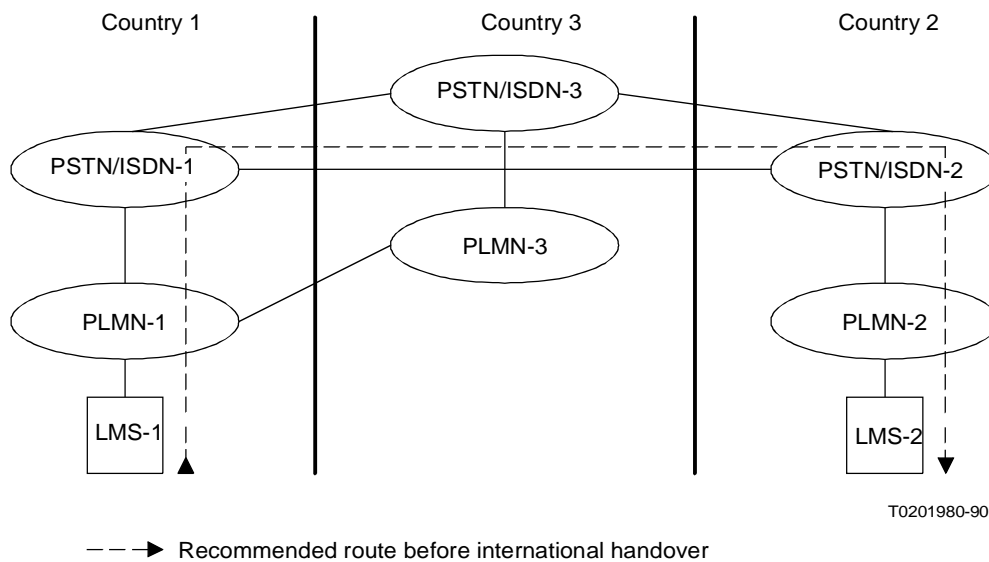 Country 1
Country 3
Country 2
PSTN/ISDN-3
PSTN/ISDN-1
PSTN/ISDN-2
PLMN-3
PLMN-1
PLMN-2
LMS-1
LMS-2
T0201980-90
Recommended route before international handover